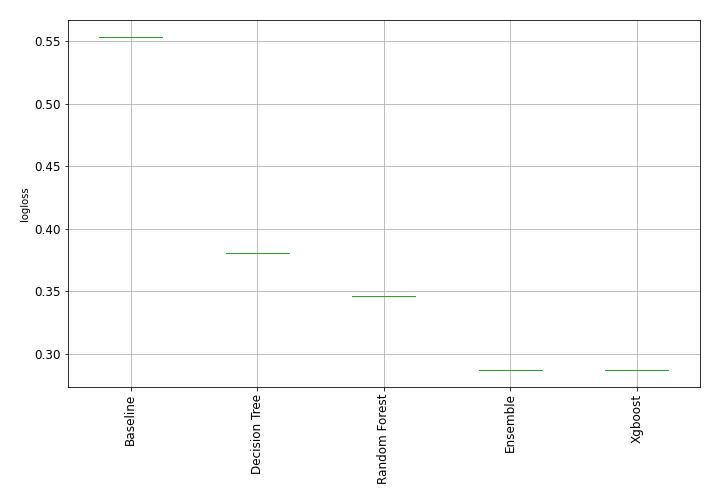 0.55
0.50
0.45
0.40
0.35
0.30
logloss
Baseline
Decision Tree
Random Forest
Ensemble
Xgboost